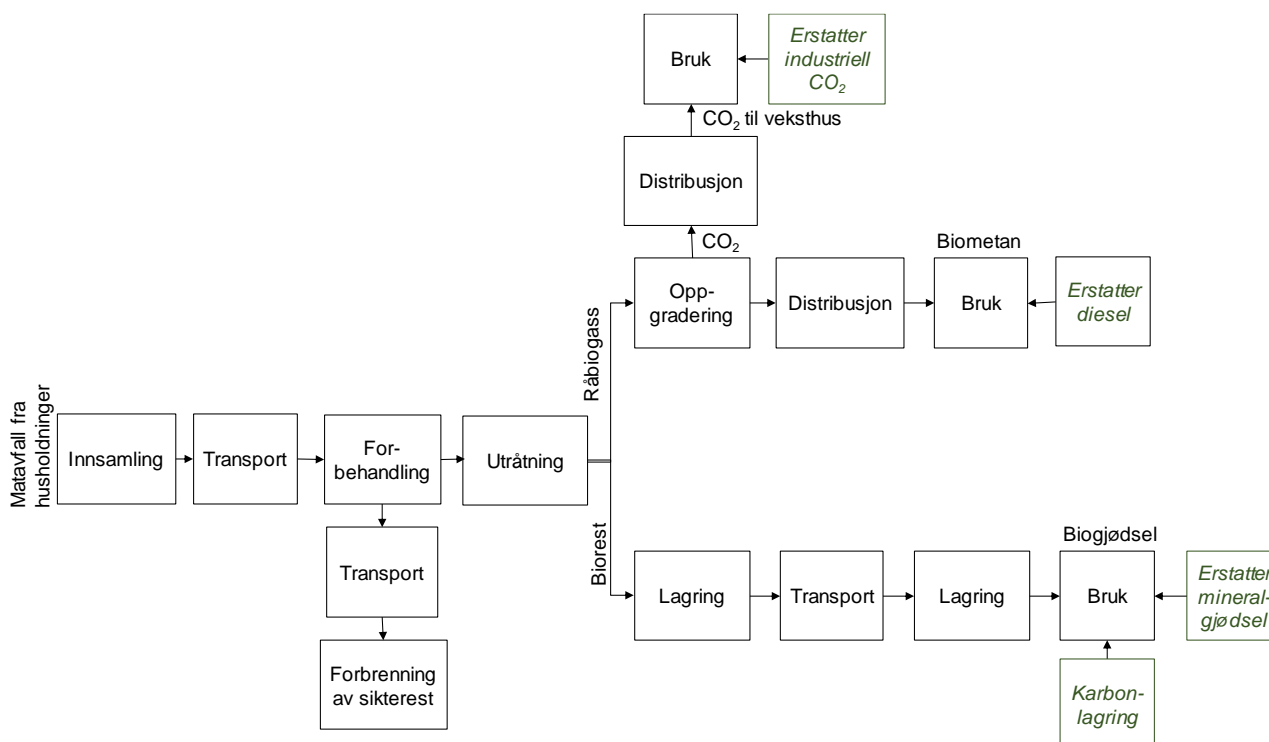 Bruk
Erstatter
industriell
CO₂
CO₂ til veksthus
Distribusjon
CO₂
Biometan
Opp-
gradering
Distribusjon
Bruk
Erstatter
diesel
Råbiogass
Matavfall fra
husholdninger
Innsamling
Transport
For-
behandling
Utråtning
Biorest
Transport
Forbrenning
av sikterest
Biogjødsel
Lagring
Transport
Lagring
Bruk
Erstatter
mineral-
gjødsel
Karbon-
lagring